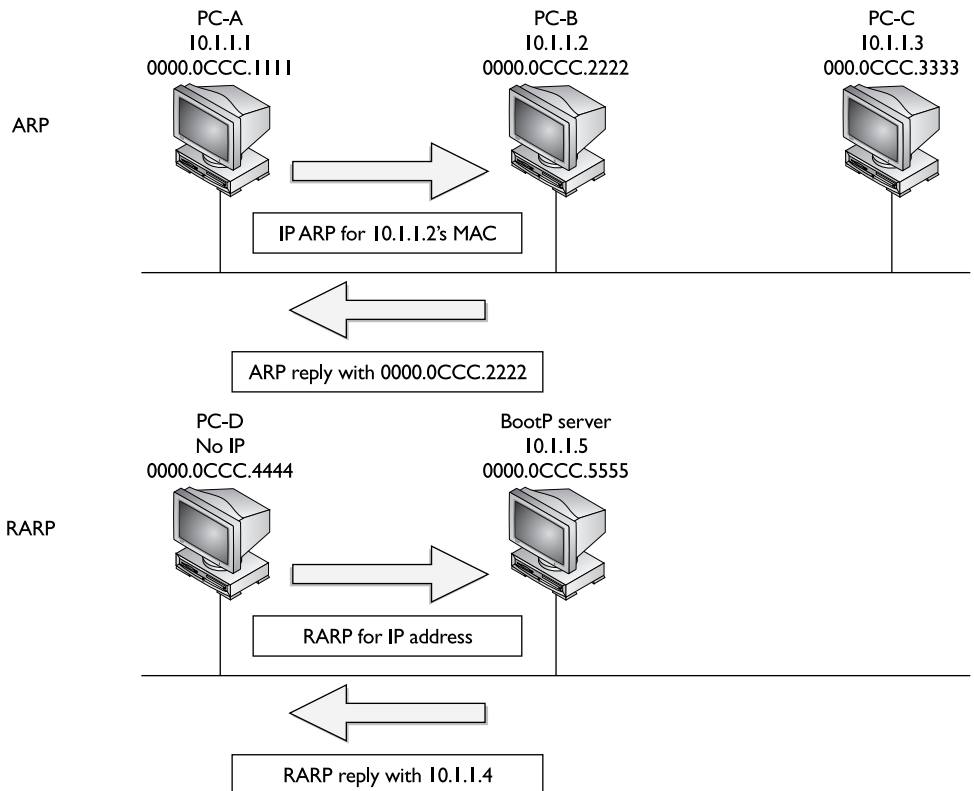 PC-A
10.1.1.1
0000.0CCC.1111
PC-B
10.1.1.2
0000.0CCC.2222
PC-C
10.1.1.3
000.0CCC.3333
ARP
IP ARP for 10.1.1.2's MAC
ARP reply with 0000.0CCC.2222
PC-D
No IP
0000.0CCC.4444
BootP server
10.1.1.5
0000.0CCC.5555
RARP
RARP for IP address
RARP reply with 10.1.1.4